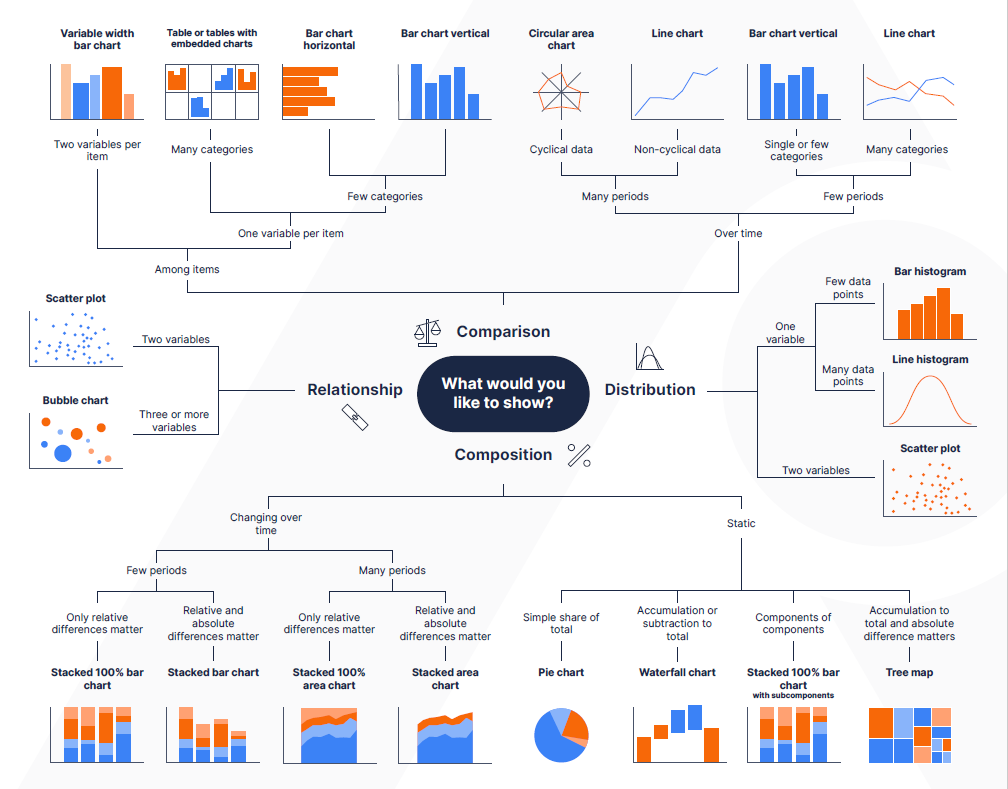 Variable width
bar chart
Table or tables with
embedded charts
Bar chart
horizontal
Bar chart vertical
Circular area
chart
Line chart
Bar chart vertical
Line chart
Two variables per
item
Many categories
Cyclical data
Non-cyclical data
Single or few
categories
Many categories
Few categories
Many periods
Few periods
One variable per item
Over time
Among items
Scatter plot
Two variables
Bubble chart
Three or more
variables
Comparison
Relationship
What would you
like to show?
Distribution
Composition
One
variable
Few data
points
Bar histogram
Many data
points
Line histogram
Two variables
Scatter plot
Changing over
time
Static
Few periods
Many periods
Only relative
differences matter
Relative and
absolute
differences matter
Only relative
differences matter
Relative and
absolute
differences matter
Simple share of
total
Accumulation or
subtraction to
total
Components of
components
Accumulation to
total and absolute
difference matters
Stacked 100% bar
chart
Stacked bar chart
Stacked 100%
area chart
Stacked area
chart
Pie chart
Waterfall chart
Stacked 100% bar
chart
with subcomponents
Tree map